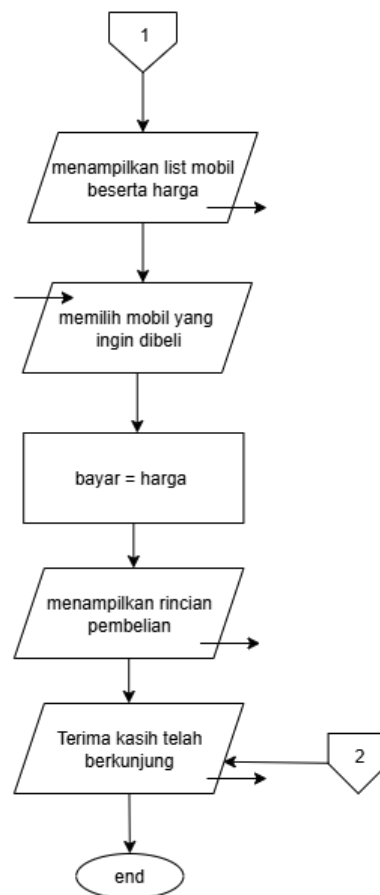 1
menampilkan list mobil
beserta harga
memilih mobil yang
ingin dibeli
bayar = harga
menampilkan rincian
pembelian
Terima kasih telah
berkunjung
2
end